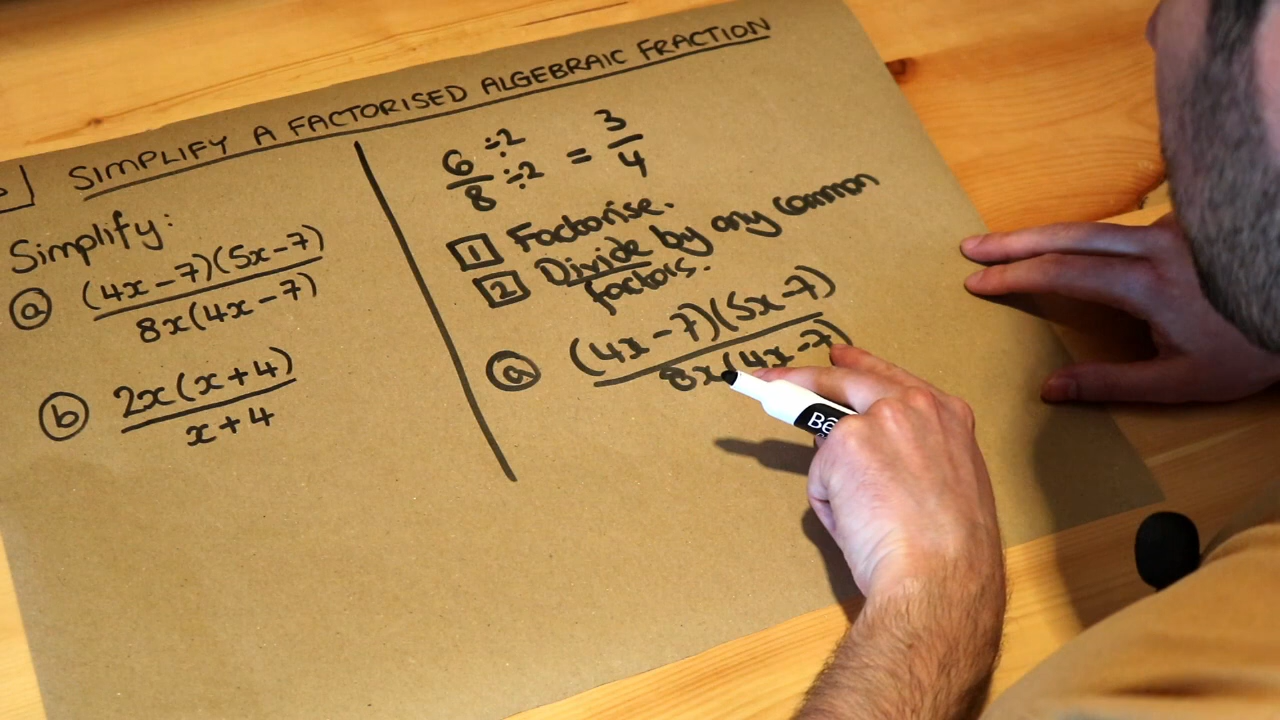 SIMPLIFY A FACTORISED ALGEBRAIC FRACTION
Simplify:
ⓐ (4x-7)(5x-7)
8x(4x-7)
ⓑ 2x(x+4)
x+4
6 ÷2 = 3
8 ÷2 4
1 Factorise.
2 Divide by any common
factors.
ⓐ (4x-7)(5x-7)
8x(4x-7)